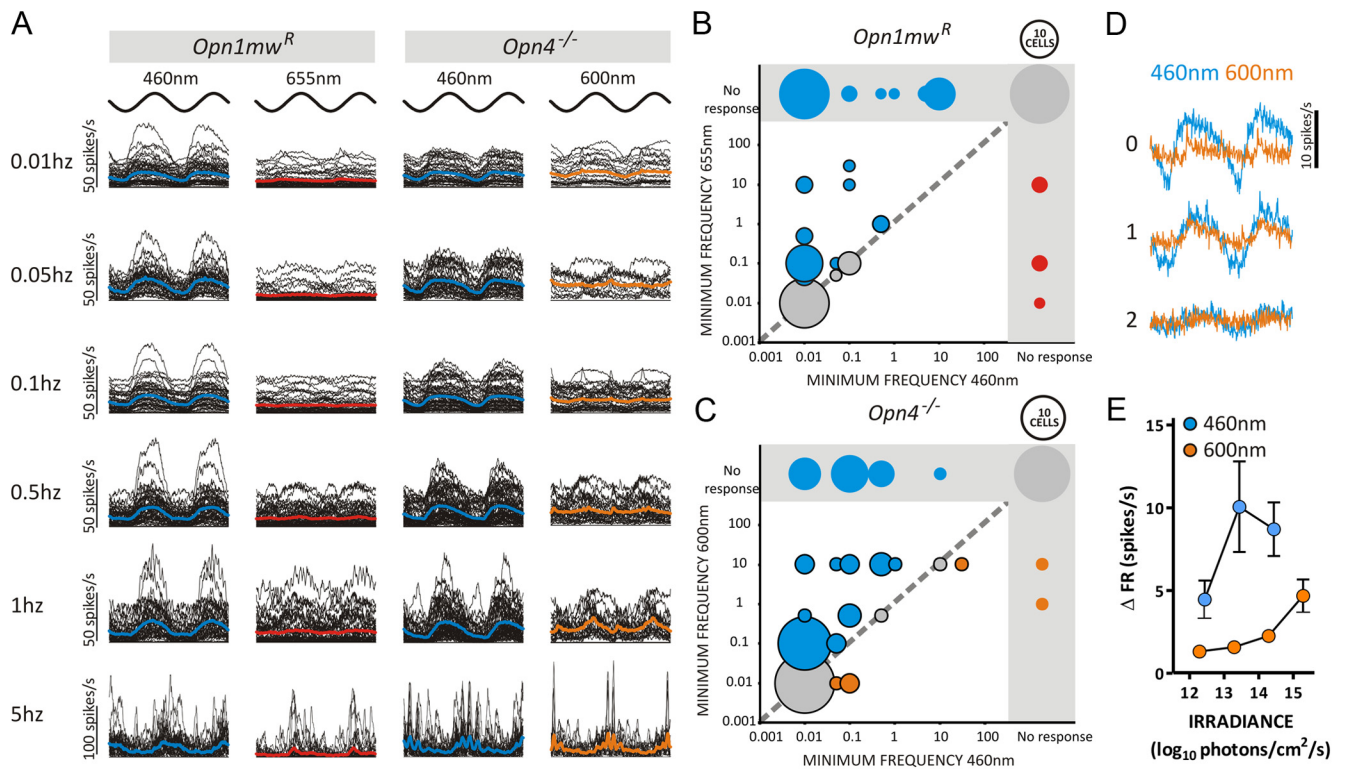 A
Opn1mw^R
Opn4^-/-
460nm
655nm
460nm
600nm
0.01hz
50 spikes/s
0.05hz
50 spikes/s
0.1hz
50 spikes/s
0.5hz
50 spikes/s
1hz
50 spikes/s
5hz
100 spikes/s
B
Opn1mw^R
10
CELLS
No
response
MINIMUM FREQUENCY 655nm
100
10
1
0.1
0.01
0.001
0.001 0.01 0.1 1 10 100 No response
MINIMUM FREQUENCY 460nm
C
Opn4^-/-
10
CELLS
No
response
MINIMUM FREQUENCY 600nm
100
10
1
0.1
0.01
0.001
0.001 0.01 0.1 1 10 100 No response
MINIMUM FREQUENCY 460nm
D
460nm 600nm
0
10 spikes/s
1
2
E
460nm
600nm
Δ FR (spikes/s)
15
10
5
0
12 13 14 15
IRRADIANCE
(log10 photons/cm²/s)